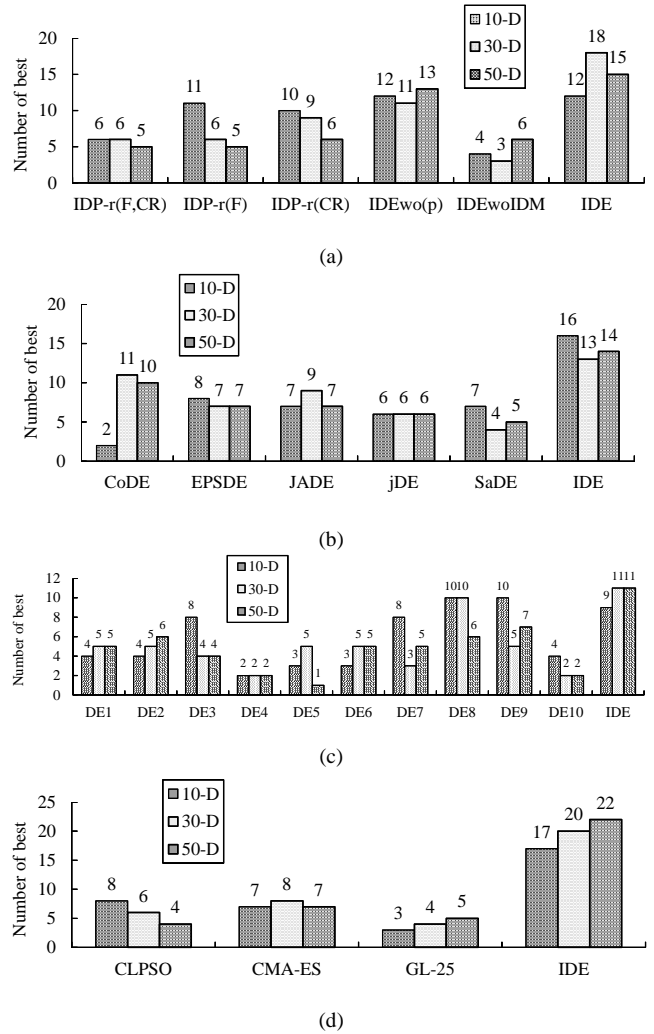 10-D
30-D
50-D
Number of best
20
15
10
5
0
6 6 5
11 6 5
10 9 6
12 11 13
4 3 6
12 18 15
IDP-r(F,CR) IDP-r(F) IDP-r(CR) IDEwo(p) IDEwoIDM IDE
(a)
10-D
30-D
50-D
Number of best
20
15
10
5
0
2 11 10
8 7 7
7 9 7
6 6 6
7 4 5
16 13 14
CoDE EPSDE JADE jDE SaDE IDE
(b)
10-D
30-D
50-D
Number of best
12
10
8
6
4
2
0
4 5 5
4 5 6
8 4 4
2 2 2
3 5 1
3 5 5
8 3 5
10 10 6
10 5 7
4 2 2
9 11 11
DE1 DE2 DE3 DE4 DE5 DE6 DE7 DE8 DE9 DE10 IDE
(c)
10-D
30-D
50-D
Number of best
25
20
15
10
5
0
8 6 4
7 8 7
3 4 5
17 20 22
CLPSO CMA-ES GL-25 IDE
(d)